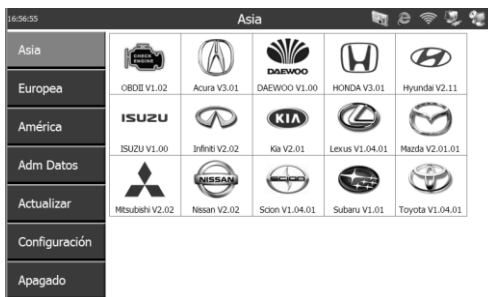 16:56:55
Asia
Asia
Europea
América
Adm Datos
Actualizar
Configuración
Apagado
CHECK
ENGINE
DAEWOO
OBDII V1.02
Acura V3.01
DAEWOO V1.00
HONDA V3.01
Hyundai V2.11
ISUZU
KIA
ISUZU V1.00
Infiniti V2.02
Kia V2.01
Lexus V1.04.01
Mazda V2.01.01
NISSAN
SCION
Mitsubishi V2.02
Nissan V2.02
Scion V1.04.01
Subaru V1.01
Toyota V1.04.01